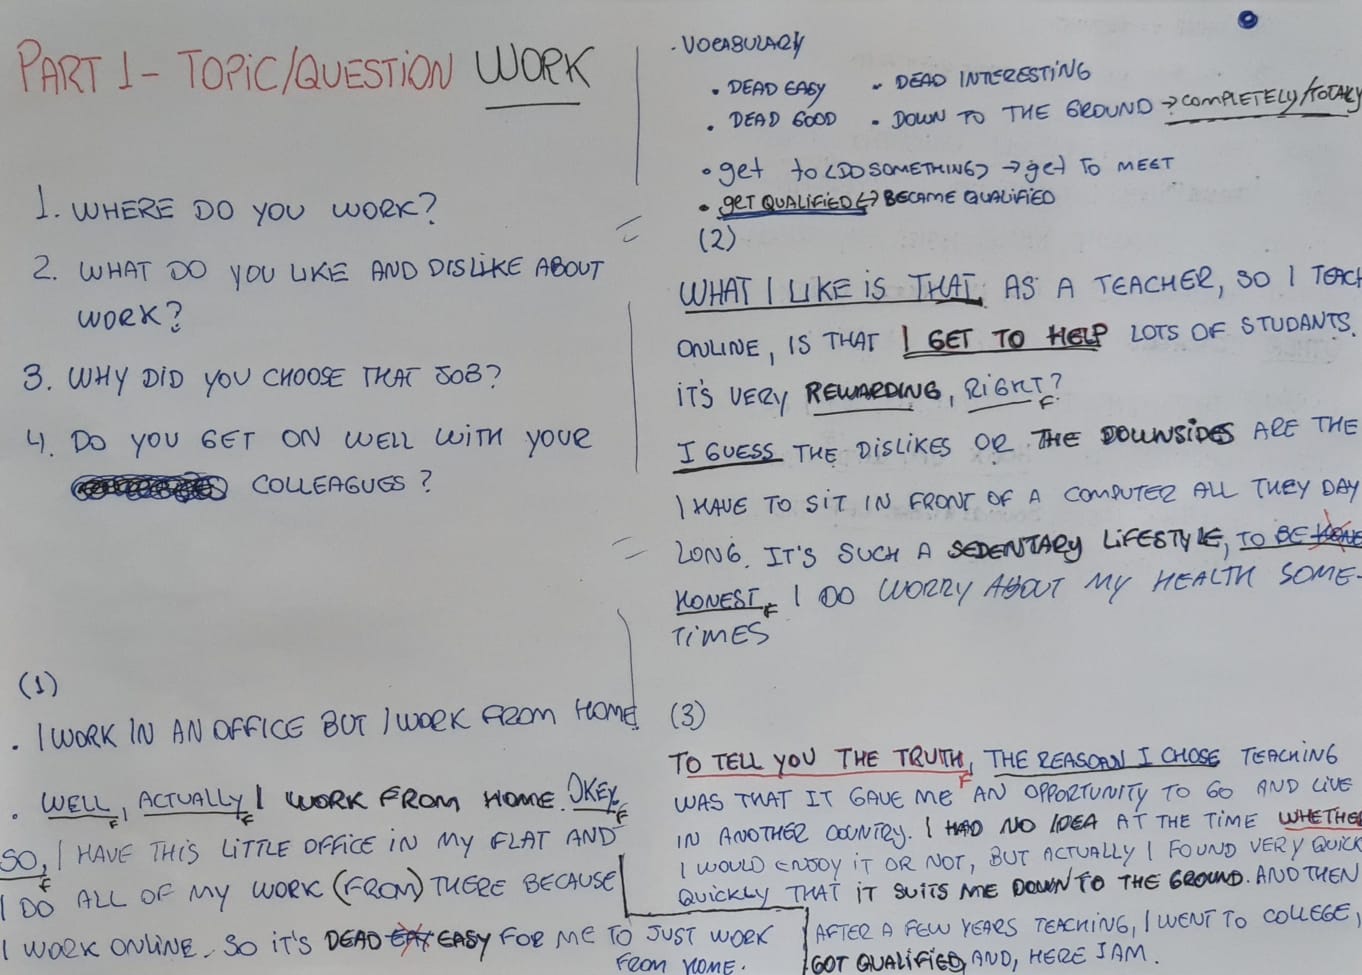 PART 1 - TOPIC/QUESTION WORK
1. WHERE DO YOU WORK?
2. WHAT DO YOU LIKE AND DISLIKE ABOUT
WORK?
3. WHY DID YOU CHOOSE THAT JOB?
4. DO YOU GET ON WELL WITH YOUR
COLLEAGUES?
(1)
• I WORK IN AN OFFICE BUT I WORK FROM HOME
• WELL, ACTUALLY I WORK FROM HOME. OKEY,
F F F
SO, I HAVE THIS LITTLE OFFICE IN MY FLAT AND
F
I DO ALL OF MY WORK (FROM) THERE BECAUSE
I WORK ONLINE. SO IT'S DEAD EASY FOR ME TO JUST WORK
FROM HOME.
• VOCABULARY
• DEAD EASY • DEAD INTERESTING
• DEAD GOOD • DOWN TO THE GROUND → COMPLETELY/TOTALY
• get to <DO SOMETHING> → get TO MEET
• GET QUALIFIED <-> BECAME QUALIFIED
(2)
WHAT I LIKE IS THAT, AS A TEACHER, SO I TEACH
ONLINE, IS THAT I GET TO HELP LOTS OF STUDANTS.
IT'S VERY REWARDING, RIGHT?
F
I GUESS THE DISLIKES OR THE DOWNSIDES ARE THE
I HAVE TO SIT IN FRONT OF A COMPUTER ALL THEY DAY
LONG. IT'S SUCH A SEDENTARY LIFESTYLE, TO BE
HONEST, I DO WORRY ABOUT MY HEALTH SOME-
F
TIMES
(3)
TO TELL YOU THE TRUTH, THE REASOAN I CHOSE TEACHING
F
WAS THAT IT GAVE ME AN OPPORTUNITY TO GO AND LIVE
IN ANOTHER COUNTRY. I HAD NO IDEA AT THE TIME WHETHER
I WOULD ENJOY IT OR NOT, BUT ACTUALLY I FOUND VERY QUICK
QUICKLY THAT IT SUITS ME DOWN TO THE GROUND. AND THEN
AFTER A FEW YEARS TEACHING, I WENT TO COLLEGE,
GOT QUALIFIED, AND, HERE I AM.